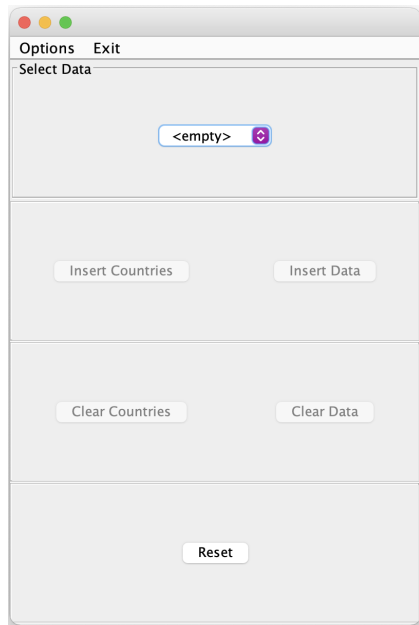 Options Exit
Select Data
<empty>
Insert Countries Insert Data
Clear Countries Clear Data
Reset